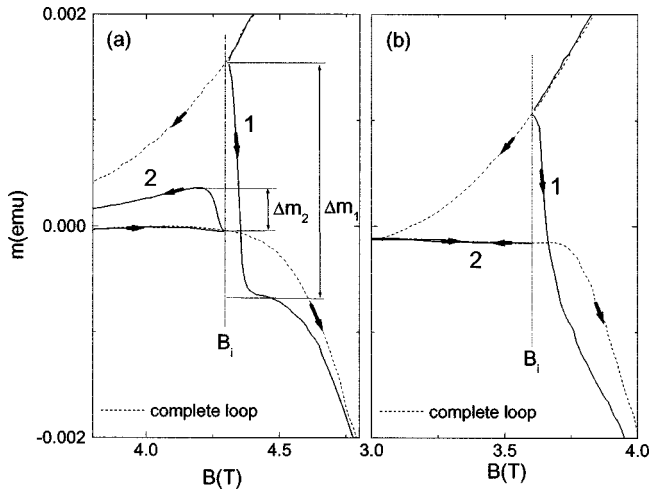 0.002
(a)
(b)
1
2
Δm₂
Δm₁
1
2
m(emu)
0.000
Bᵢ
Bᵢ
complete loop
complete loop
-0.002
4.0
4.5
3.0
3.5
4.0
B(T)
B(T)